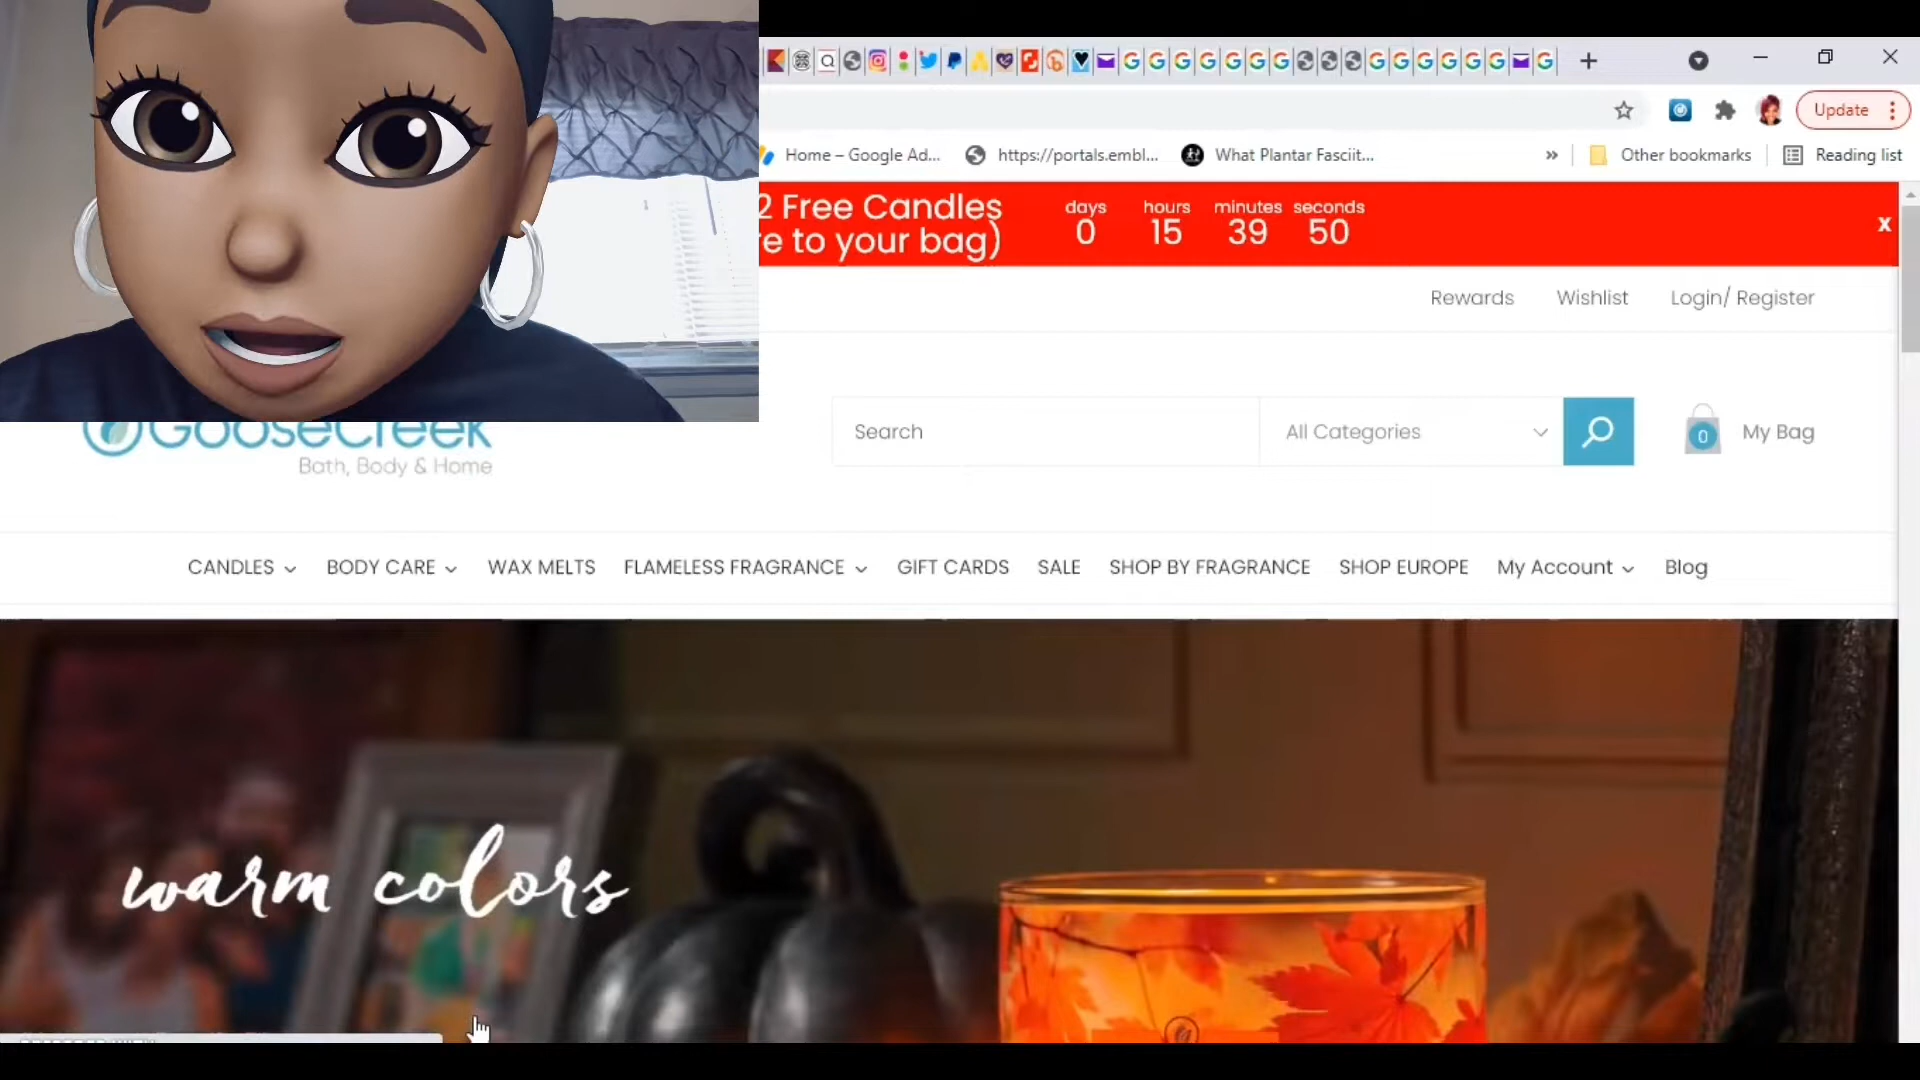 Update
Home – Google Ad...
https://portals.embl...
What Plantar Fasciit...
»
Other bookmarks
Reading list
2 Free Candles
re to your bag)
days hours minutes seconds
0 15 39 50
x
Rewards Wishlist Login/ Register
GooseCreek
Bath, Body & Home
Search
All Categories
0
My Bag
CANDLES BODY CARE WAX MELTS FLAMELESS FRAGRANCE GIFT CARDS SALE SHOP BY FRAGRANCE SHOP EUROPE My Account Blog
warm colors